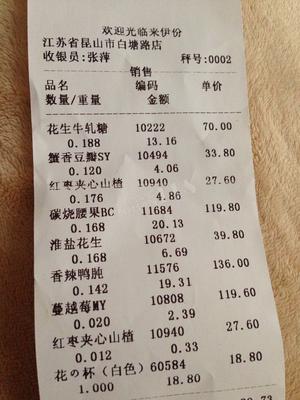 欢迎光临来伊份
江苏省昆山市白塘路店
收银员:张萍 秤号:0002
销售
品名 编码 单价
数量/重量 金额
花生牛轧糖 10222 70.00
0.188 13.16
蟹香豆瓣SY 10494 33.80
0.120 4.06
红枣夹心山楂 10940 27.60
0.176 4.86
碳烧腰果BC 11684 119.80
0.168 20.13
淮盐花生 10672 39.80
0.168 6.69
香辣鸭肫 11576 136.00
0.142 19.31
蔓越莓MY 10808 119.60
0.020 2.39
红枣夹心山楂 10940 27.60
0.012 0.33
花の杯(白色) 60584 18.80
1.000 18.80